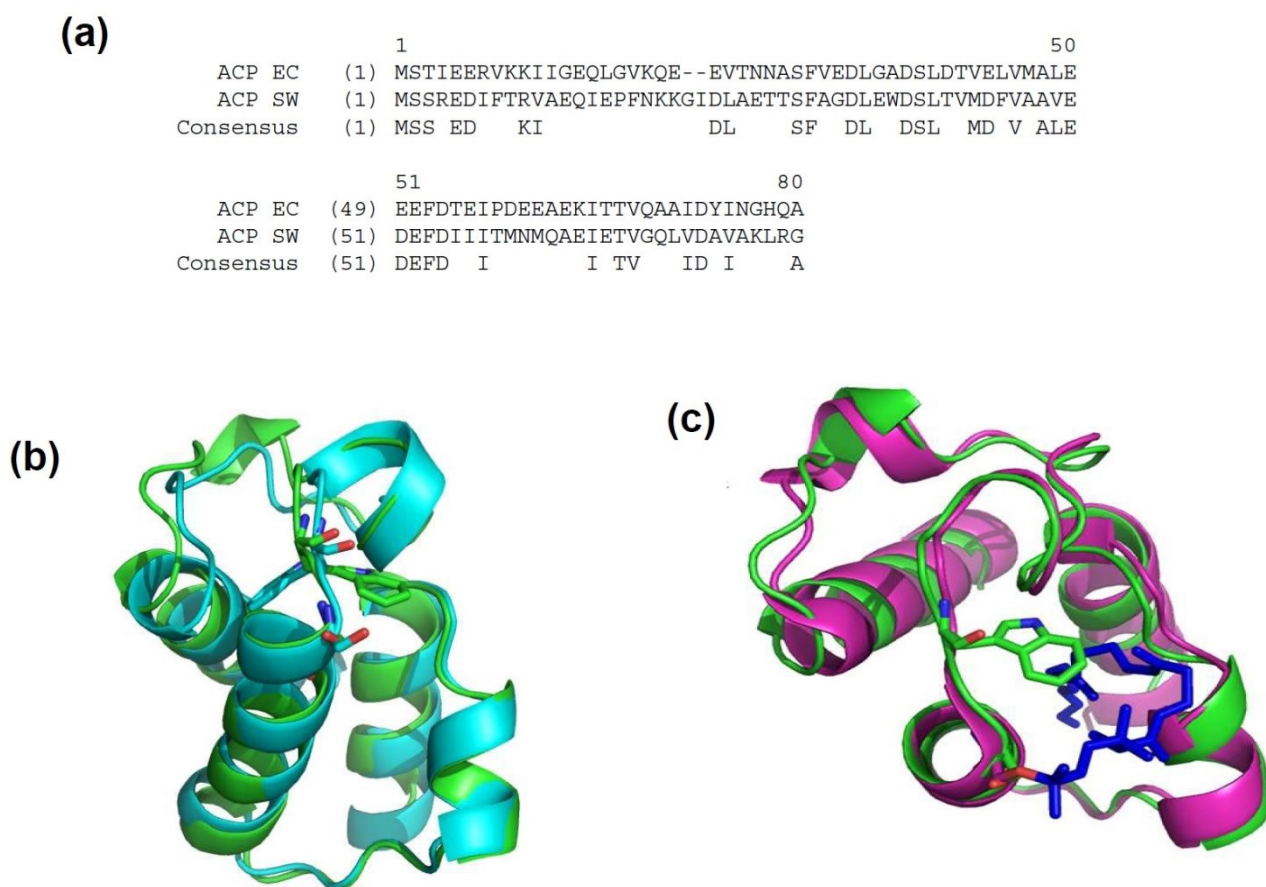 (a)
1 50
ACP EC (1) MSTIEERVKKIIGEQLGVKQE--EVTNNASFVEDLGADSLDTVELVMALE
ACP SW (1) MSSREDIFTRVAEQIEPFNKKGIDLAETTSFAGDLEWDSLTVMDFVAAVE
Consensus (1) MSS ED KI DL SF DL DSL MD V ALE
51 80
ACP EC (49) EEFDTEIPDEEAEKITTVQAAIDYINGHQA
ACP SW (51) DEFDIIITMNMQAEIETVGQLVDAVAKLRG
Consensus (51) DEFD I I TV ID I A
(b)
(c)